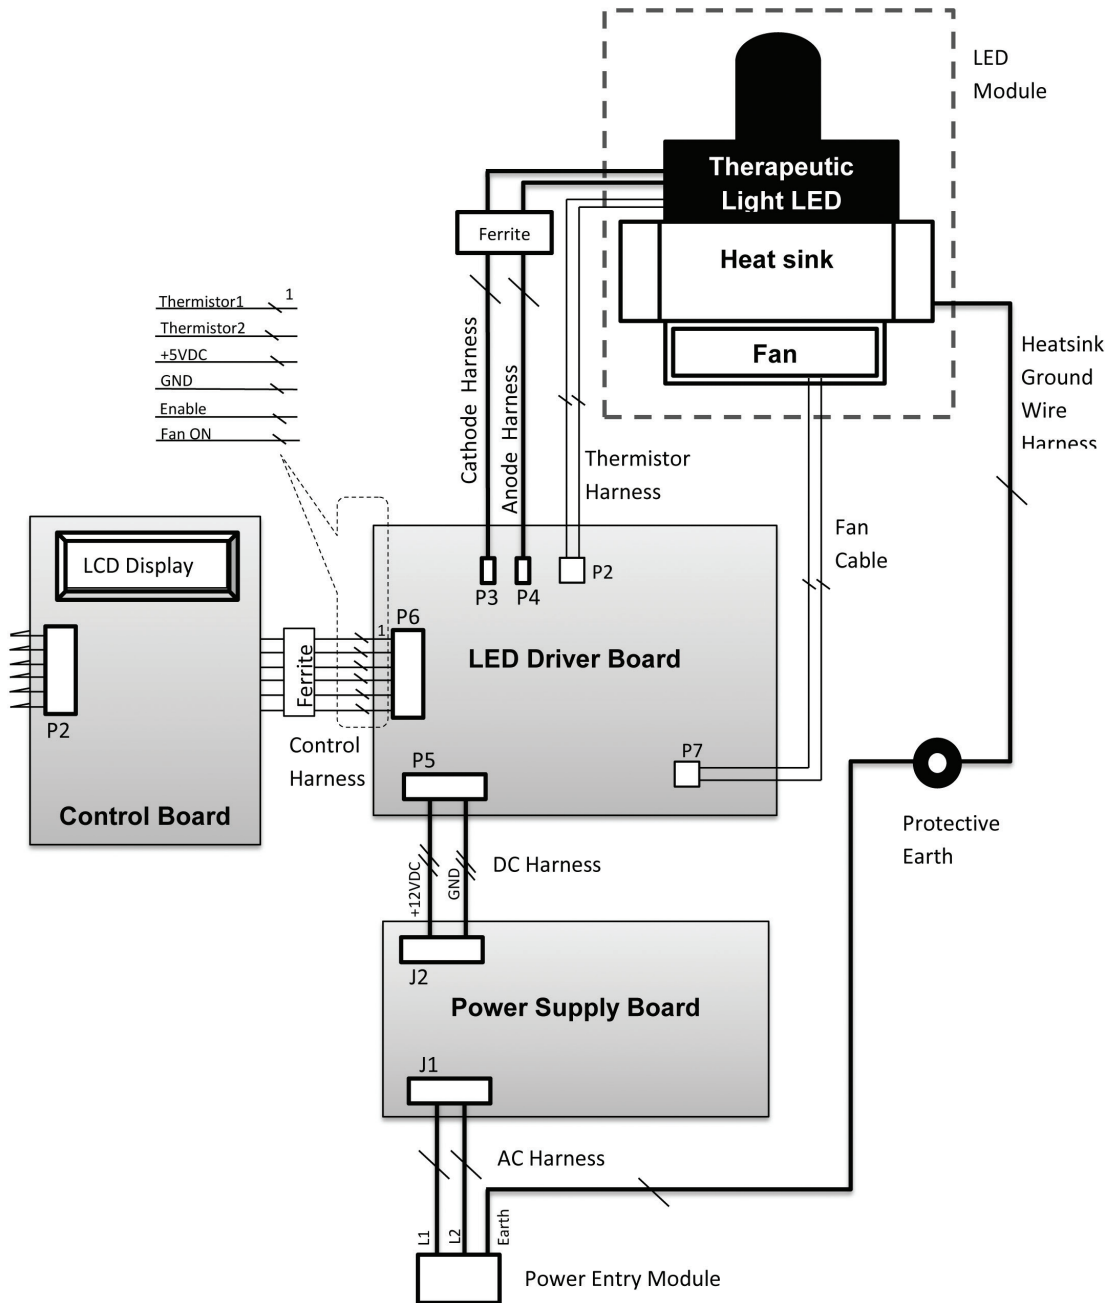 LED
Module
Therapeutic
Light LED
Ferrite
Heat sink
Thermistor1
1
Thermistor2
+5VDC
GND
Enable
Fan ON
Fan
Heatsink
Ground
Wire
Harness
Cathode Harness
Anode Harness
Thermistor
Harness
Fan
Cable
LCD Display
P3
P4
P2
P6
1
LED Driver Board
Ferrite
P2
Control
Harness
P5
P7
Control Board
Protective
Earth
+12VDC
GND
DC Harness
J2
Power Supply Board
J1
AC Harness
L1
L2
Earth
Power Entry Module